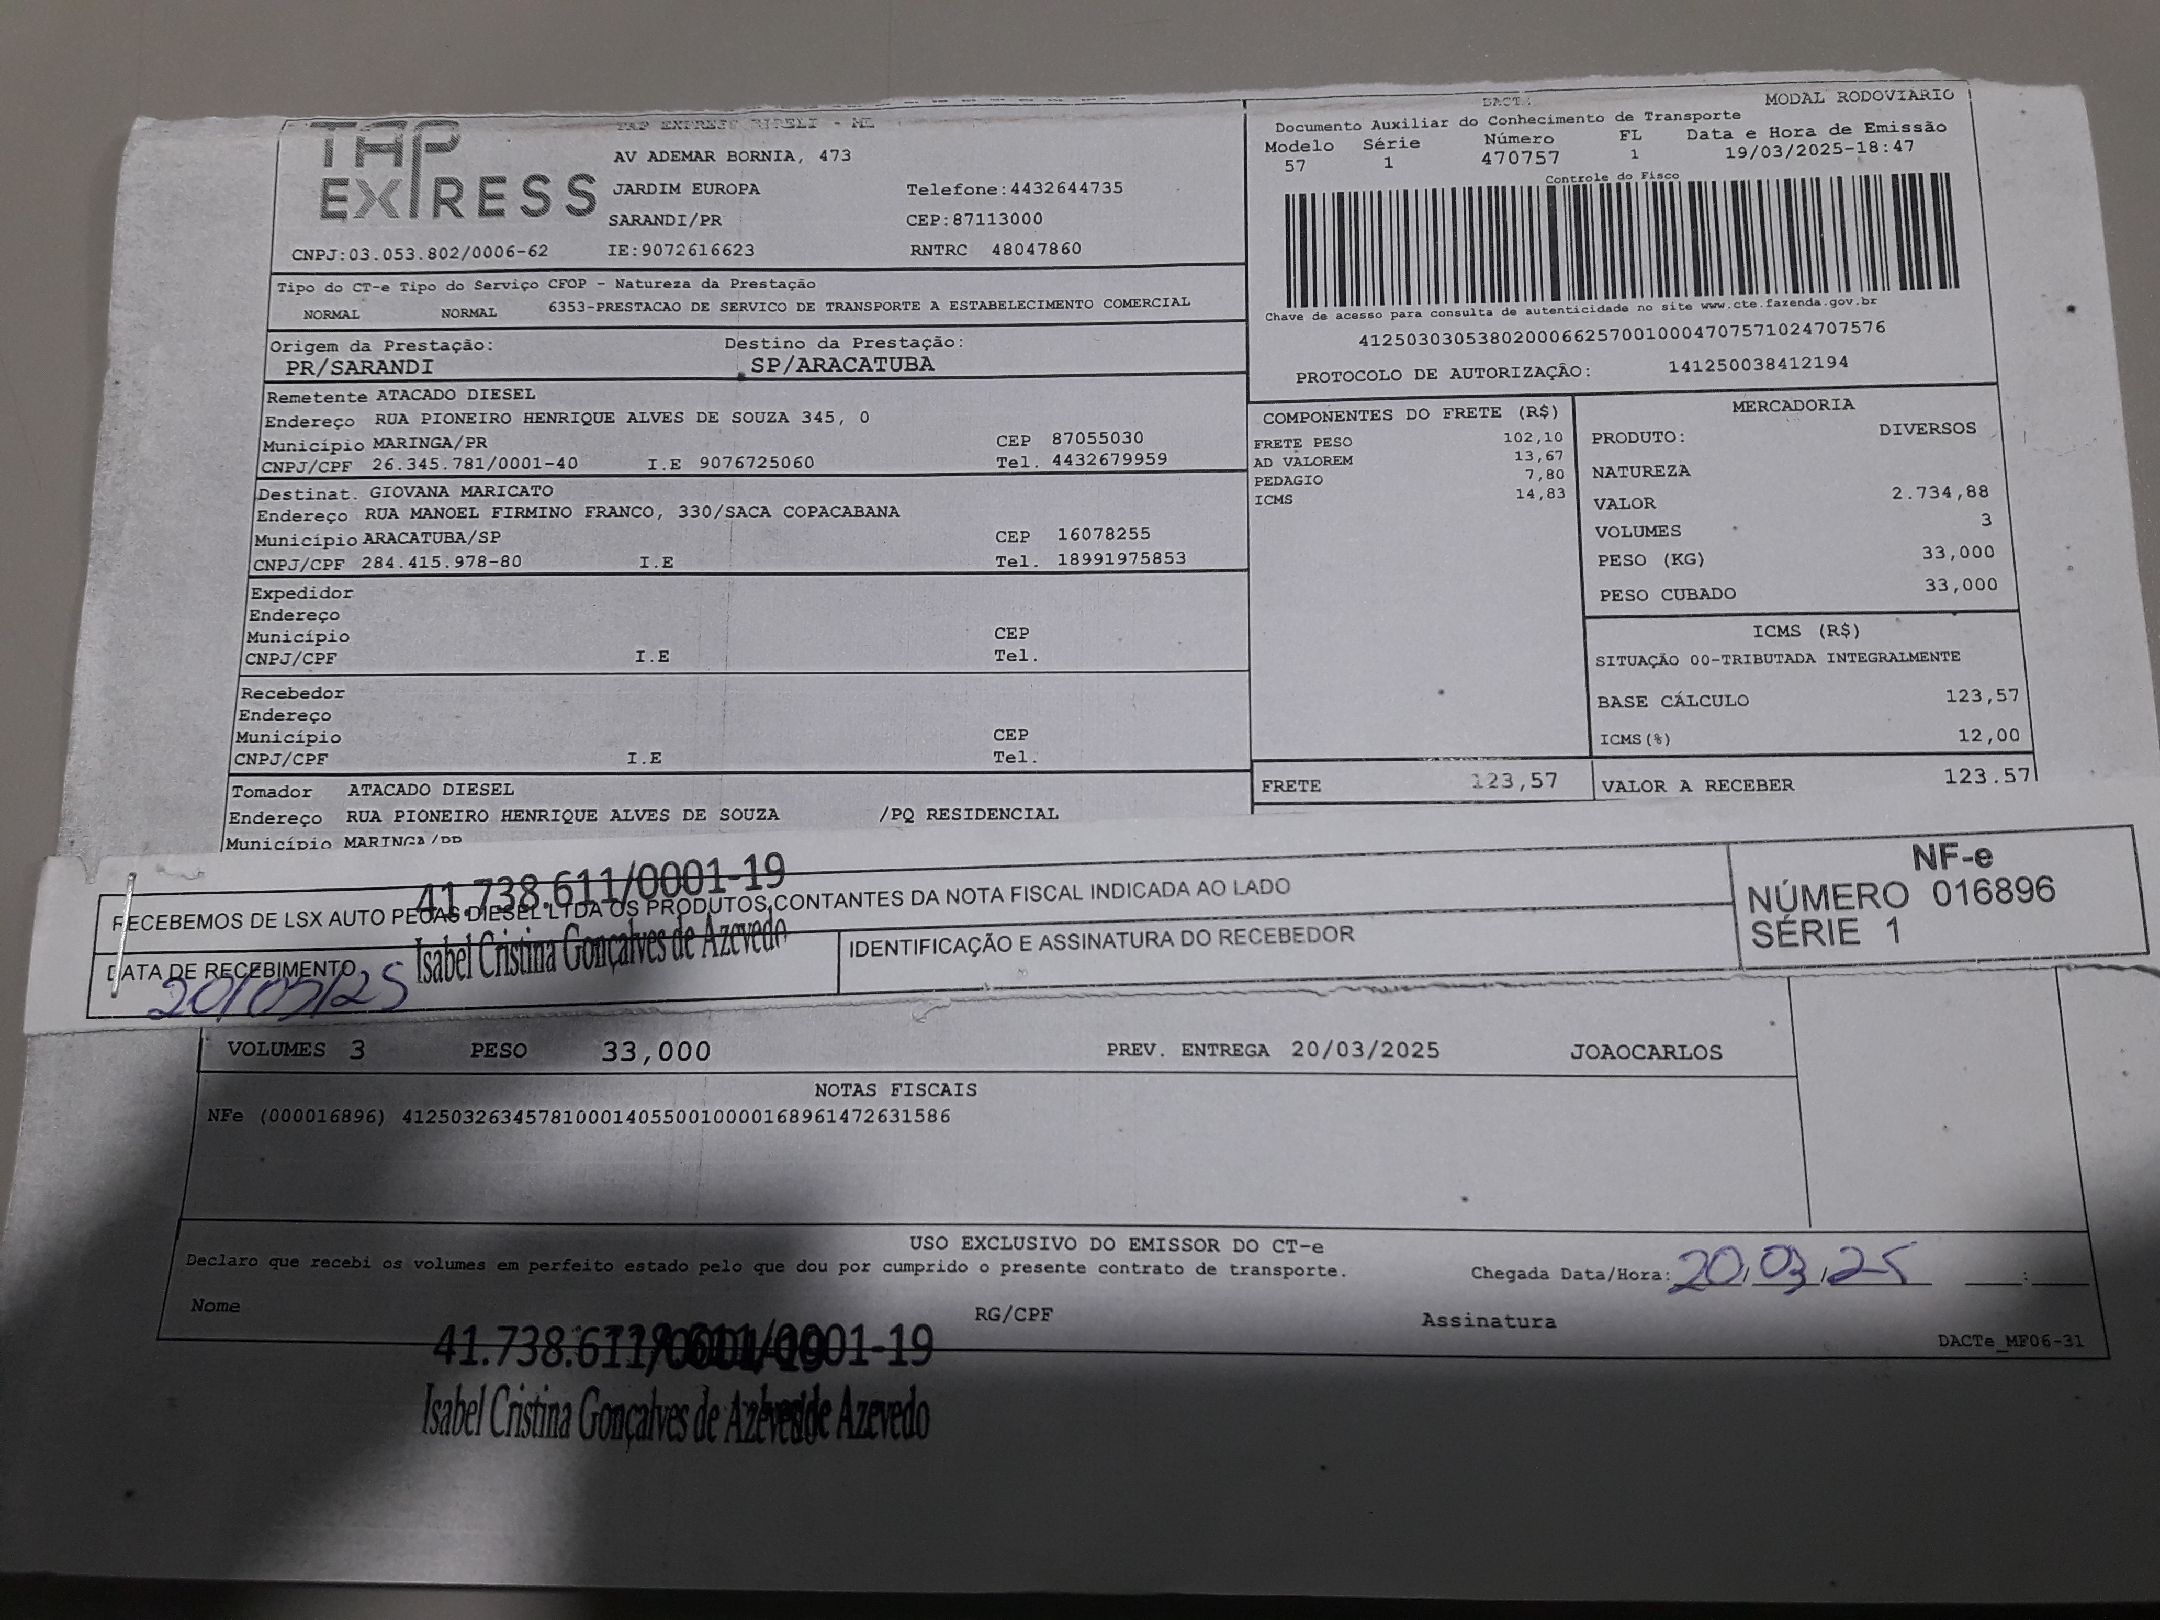 TAP EXPRESS
TAP EXPRESS EIRELI - ME
AV ADEMAR BORNIA, 473
JARDIM EUROPA Telefone:4432644735
SARANDI/PR CEP:87113000
CNPJ:03.053.802/0006-62 IE:9072616623 RNTRC 48047860
DACTE MODAL RODOVIÁRIO
Documento Auxiliar do Conhecimento de Transporte
Modelo Série Número FL Data e Hora de Emissão
57 1 470757 1 19/03/2025-18:47
Controle do Fisco
Chave de acesso para consulta de autenticidade no site www.cte.fazenda.gov.br
41250303053802000662570010004707571024707576
PROTOCOLO DE AUTORIZAÇÃO: 141250038412194
Tipo do CT-e Tipo do Serviço CFOP - Natureza da Prestação
NORMAL NORMAL 6353-PRESTACAO DE SERVICO DE TRANSPORTE A ESTABELECIMENTO COMERCIAL
Origem da Prestação: Destino da Prestação:
PR/SARANDI SP/ARACATUBA
Remetente ATACADO DIESEL
Endereço RUA PIONEIRO HENRIQUE ALVES DE SOUZA 345, 0
Município MARINGA/PR CEP 87055030
CNPJ/CPF 26.345.781/0001-40 I.E 9076725060 Tel. 4432679959
Destinat. GIOVANA MARICATO
Endereço RUA MANOEL FIRMINO FRANCO, 330/SACA COPACABANA
Município ARACATUBA/SP CEP 16078255
CNPJ/CPF 284.415.978-80 I.E Tel. 18991975853
Expedidor
Endereço
Município CEP
CNPJ/CPF I.E Tel.
Recebedor
Endereço
Município CEP
CNPJ/CPF I.E Tel.
Tomador ATACADO DIESEL
Endereço RUA PIONEIRO HENRIQUE ALVES DE SOUZA /PQ RESIDENCIAL
Município MARINGA/PR
COMPONENTES DO FRETE (R$)
FRETE PESO 102,10
AD VALOREM 13,67
PEDAGIO 7,80
ICMS 14,83
FRETE 123,57
MERCADORIA
PRODUTO: DIVERSOS
NATUREZA
VALOR 2.734,88
VOLUMES 3
PESO (KG) 33,000
PESO CUBADO 33,000
ICMS (R$)
SITUAÇÃO 00-TRIBUTADA INTEGRALMENTE
BASE CÁLCULO 123,57
ICMS(%) 12,00
VALOR A RECEBER 123.57
41.738.611/0001-19
RECEBEMOS DE LSX AUTO PEÇAS DIESEL LTDA OS PRODUTOS CONTANTES DA NOTA FISCAL INDICADA AO LADO
Isabel Cristina Gonçalves de Azevedo
DATA DE RECEBIMENTO IDENTIFICAÇÃO E ASSINATURA DO RECEBEDOR
20/03/25
NF-e
NÚMERO 016896
SÉRIE 1
VOLUMES 3 PESO 33,000 PREV. ENTREGA 20/03/2025 JOAOCARLOS
NOTAS FISCAIS
NFe (000016896) 41250326345781000140550010000168961472631586
USO EXCLUSIVO DO EMISSOR DO CT-e
Declaro que recebi os volumes em perfeito estado pelo que dou por cumprido o presente contrato de transporte. Chegada Data/Hora: 20/03/25 :
Nome RG/CPF Assinatura
DACTe_MF06-31
41.738.611/0001-19
Isabel Cristina Gonçalves de Azevedo